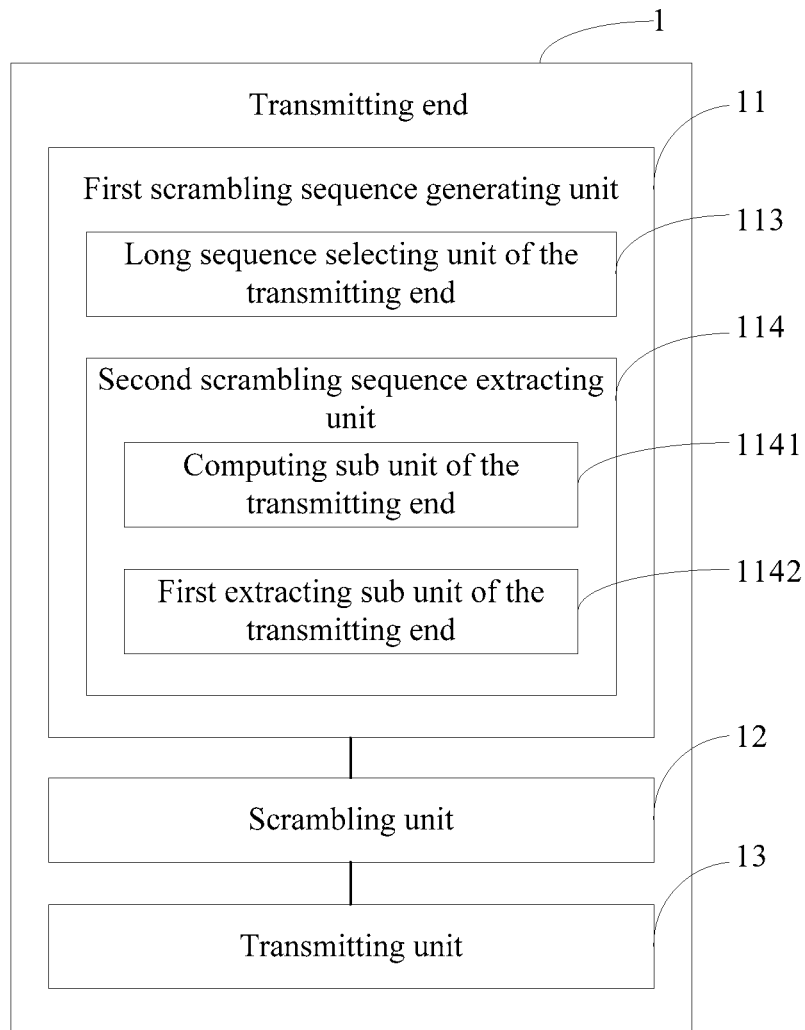 1
Transmitting end
11
First scrambling sequence generating unit
113
Long sequence selecting unit of the
transmitting end
114
Second scrambling sequence extracting
unit
1141
Computing sub unit of the
transmitting end
1142
First extracting sub unit of the
transmitting end
12
Scrambling unit
13
Transmitting unit